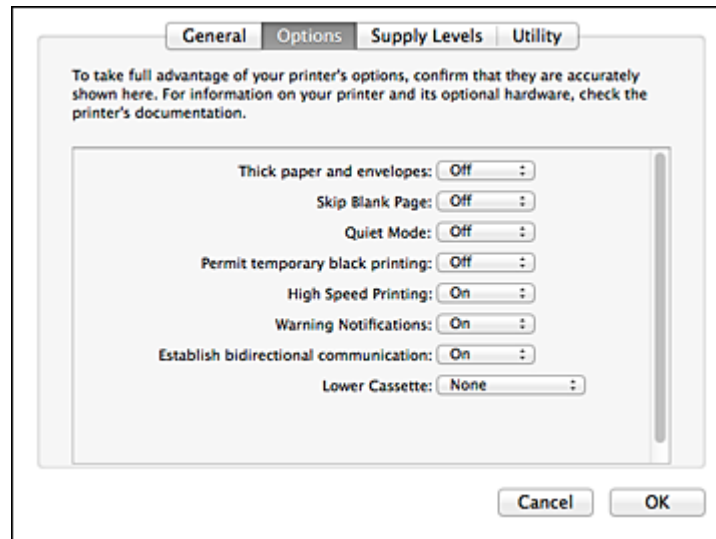 General Options Supply Levels Utility
To take full advantage of your printer's options, confirm that they are accurately
shown here. For information on your printer and its optional hardware, check the
printer's documentation.
Thick paper and envelopes: Off
Skip Blank Page: Off
Quiet Mode: Off
Permit temporary black printing: Off
High Speed Printing: On
Warning Notifications: On
Establish bidirectional communication: On
Lower Cassette: None
Cancel OK